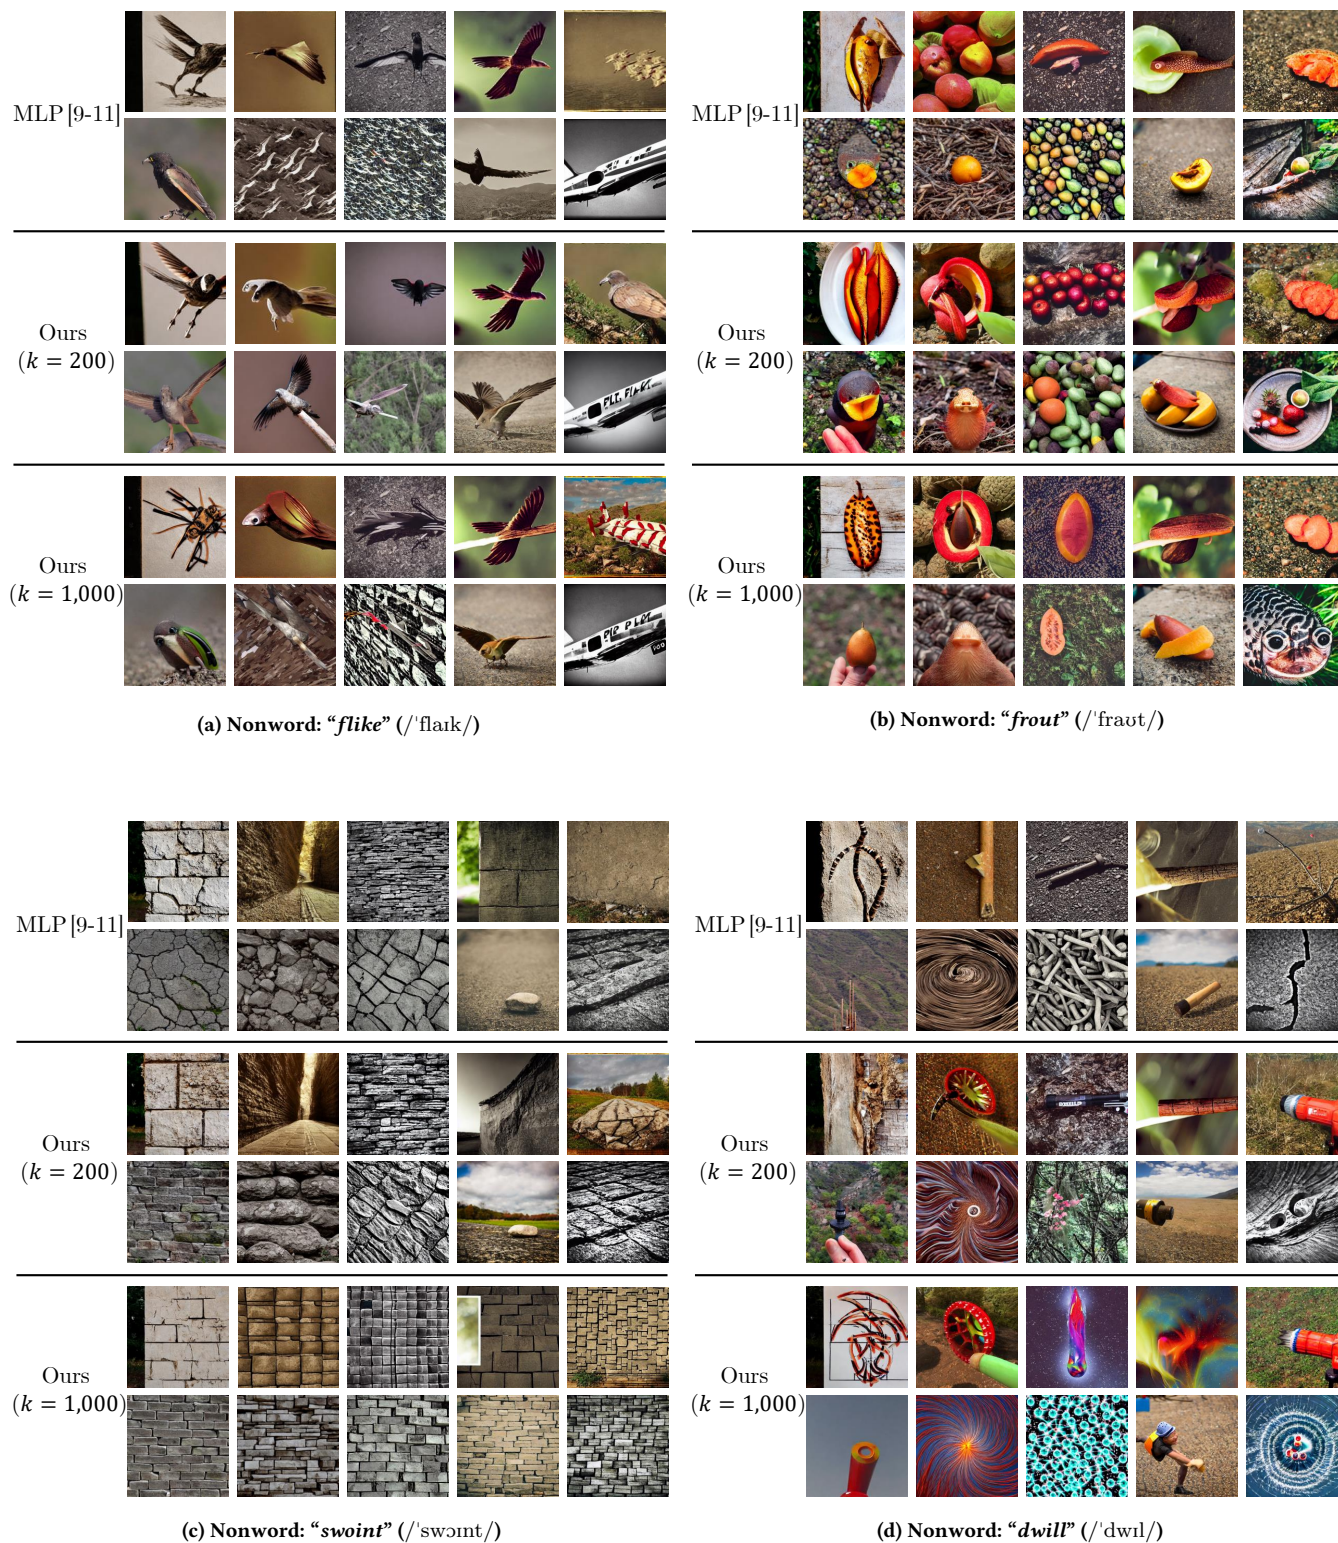 MLP [9-11]
Ours
(k = 200)
Ours
(k = 1,000)
(a) Nonword: “flike” (/ˈflaɪk/)
MLP [9-11]
Ours
(k = 200)
Ours
(k = 1,000)
(b) Nonword: “frout” (/ˈfraʊt/)
MLP [9-11]
Ours
(k = 200)
Ours
(k = 1,000)
(c) Nonword: “swoint” (/ˈswɔɪnt/)
MLP [9-11]
Ours
(k = 200)
Ours
(k = 1,000)
(d) Nonword: “dwill” (/ˈdwɪl/)